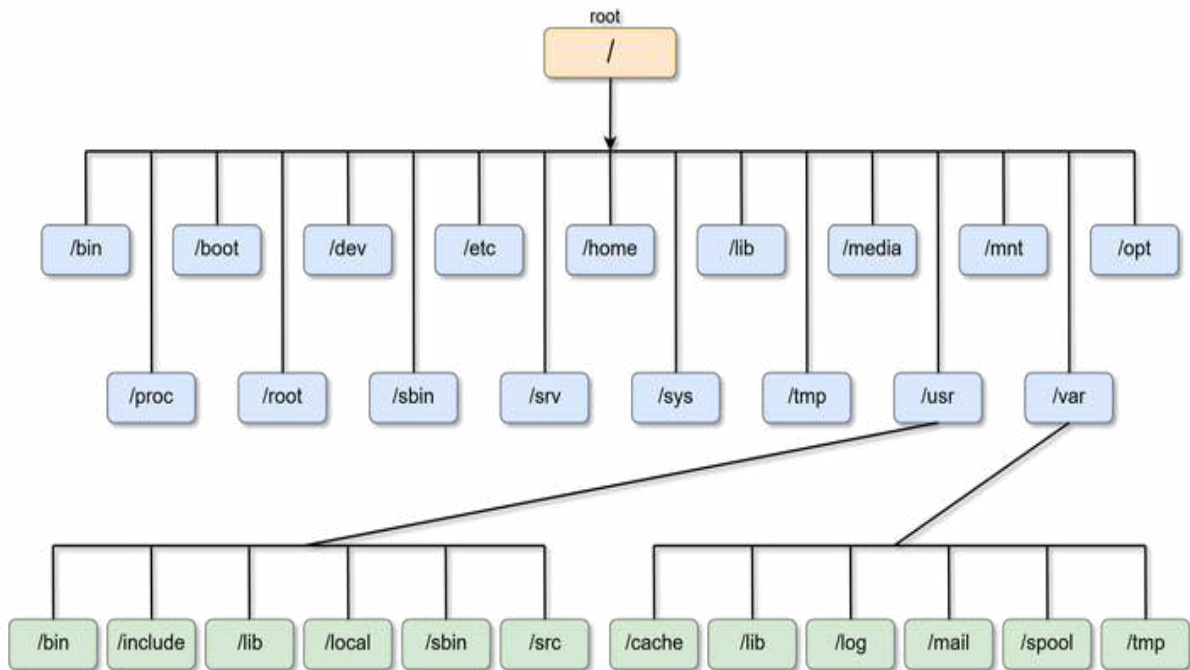 root
/
/bin /boot /dev /etc /home /lib /media /mnt /opt
/proc /root /sbin /srv /sys /tmp /usr /var
/bin /include /lib /local /sbin /src /cache /lib /log /mail /spool /tmp